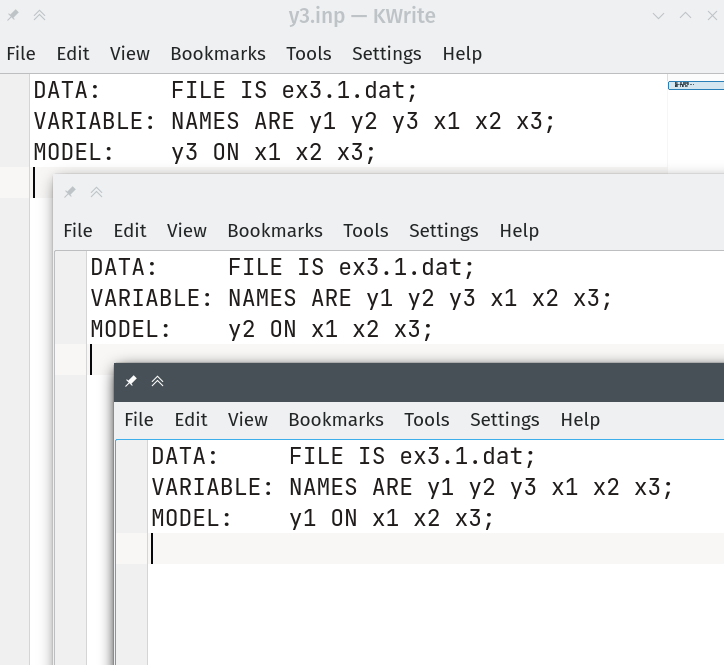 y3.inp — KWrite
File Edit View Bookmarks Tools Settings Help
DATA:     FILE IS ex3.1.dat;
VARIABLE: NAMES ARE y1 y2 y3 x1 x2 x3;
MODEL:    y3 ON x1 x2 x3;
File Edit View Bookmarks Tools Settings Help
DATA:     FILE IS ex3.1.dat;
VARIABLE: NAMES ARE y1 y2 y3 x1 x2 x3;
MODEL:    y2 ON x1 x2 x3;
File Edit View Bookmarks Tools Settings Help
DATA:     FILE IS ex3.1.dat;
VARIABLE: NAMES ARE y1 y2 y3 x1 x2 x3;
MODEL:    y1 ON x1 x2 x3;